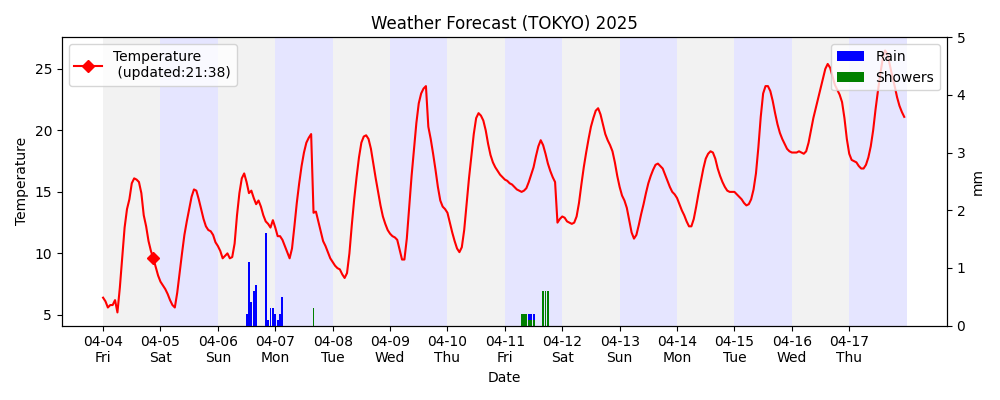 Weather Forecast (TOKYO) 2025
Temperature
(updated:21:38)
Rain
Showers
Temperature
25
20
15
10
5
5
4
3
2
1
0
mm
04-04 04-05 04-06 04-07 04-08 04-09 04-10 04-11 04-12 04-13 04-14 04-15 04-16 04-17
Fri Sat Sun Mon Tue Wed Thu Fri Sat Sun Mon Tue Wed Thu
Date